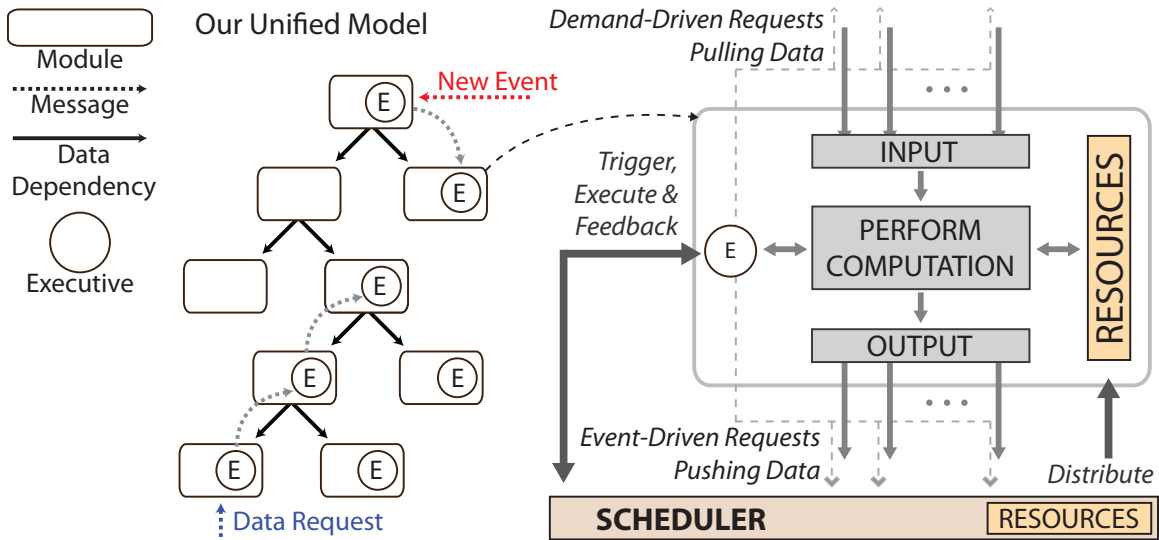 Module
Message
Data
Dependency
Executive
Our Unified Model
E
New Event
E
E
E
E
E
E
Data Request
Demand-Driven Requests
Pulling Data
• • •
INPUT
Trigger,
Execute &
Feedback
E
PERFORM
COMPUTATION
RESOURCES
OUTPUT
• • •
Event-Driven Requests
Pushing Data
Distribute
SCHEDULER
RESOURCES